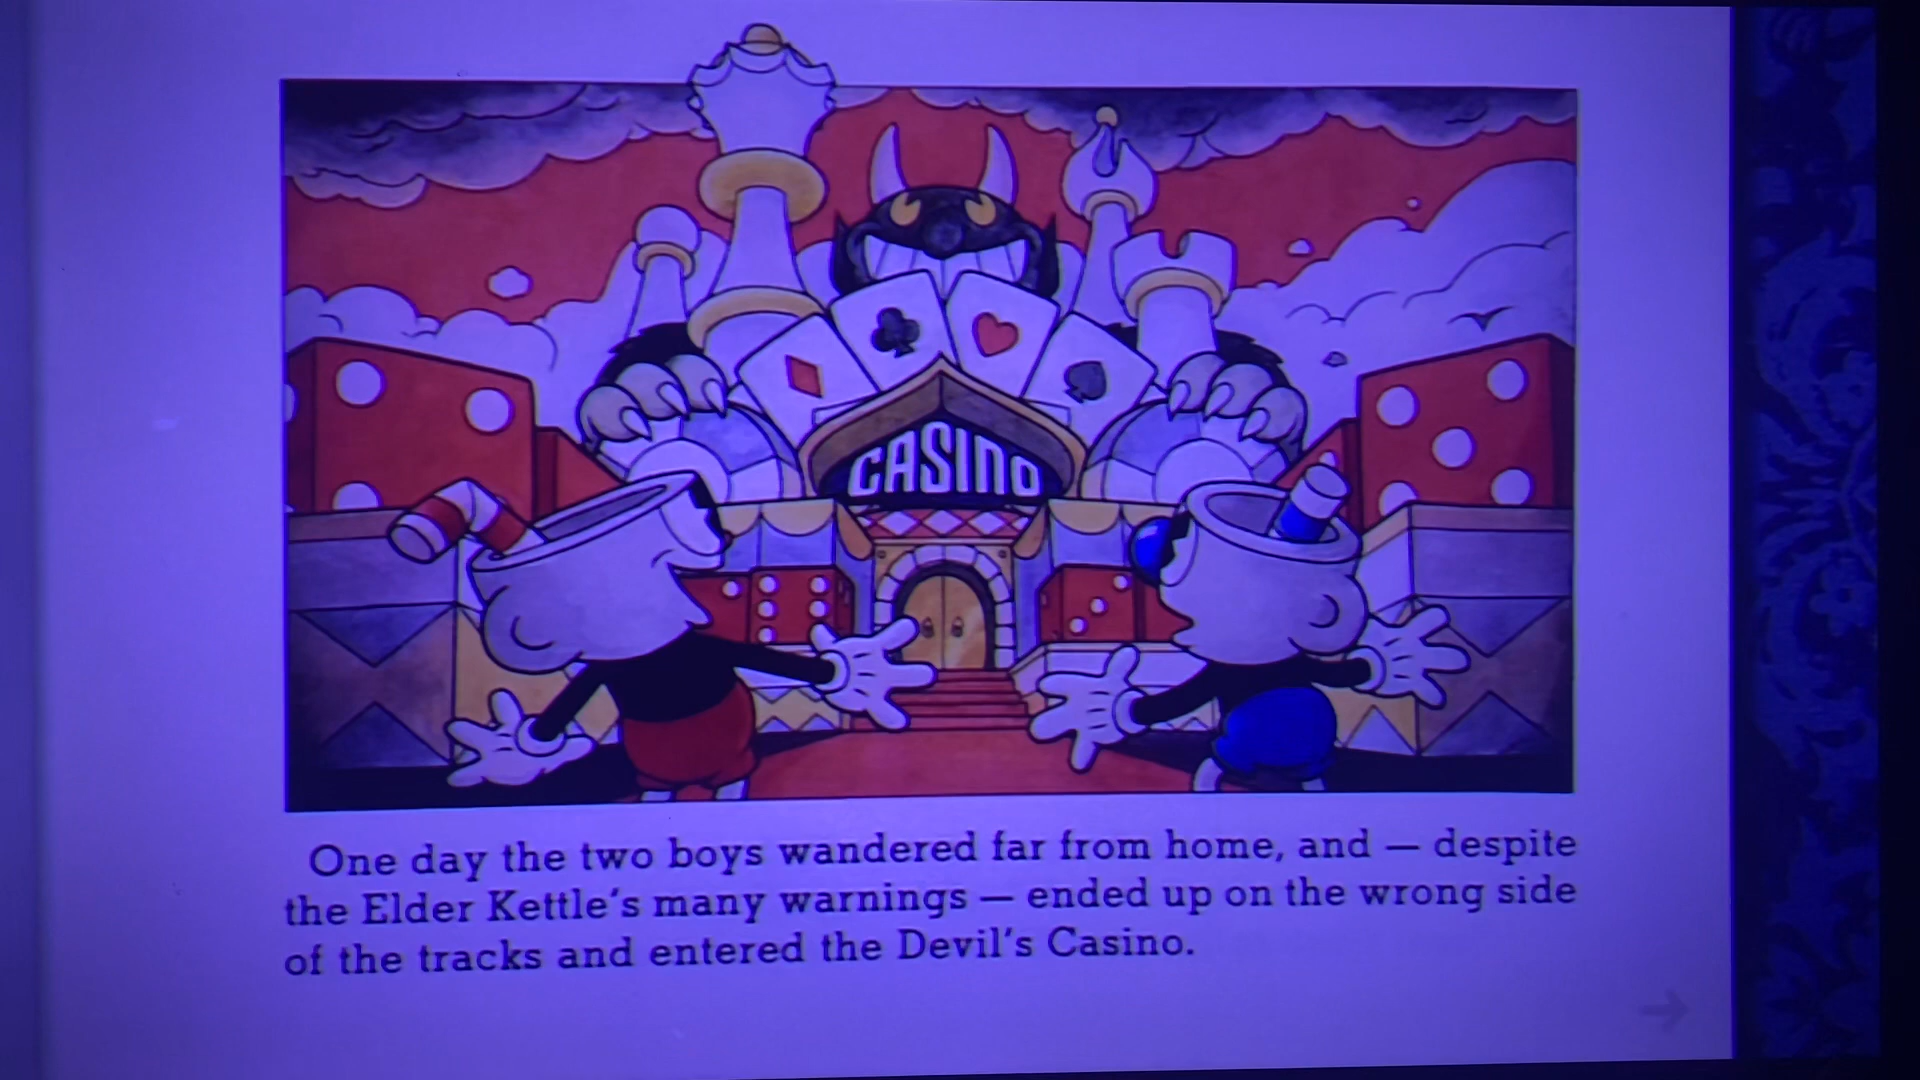 CASINO
One day the two boys wandered far from home, and — despite
the Elder Kettle's many warnings — ended up on the wrong side
of the tracks and entered the Devil's Casino.